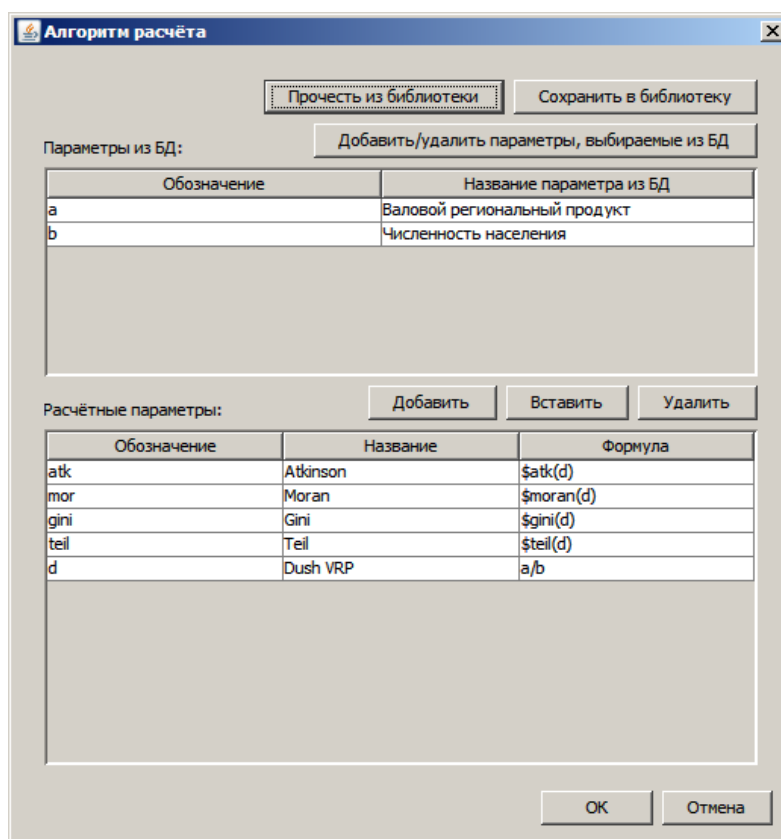 Алгоритм расчёта
Прочесть из библиотеки Сохранить в библиотеку
Параметры из БД: Добавить/удалить параметры, выбираемые из БД
Обозначение Название параметра из БД
a Валовой региональный продукт
b Численность населения
Расчётные параметры: Добавить Вставить Удалить
Обозначение Название Формула
atk Atkinson $atk(d)
mor Moran $moran(d)
gini Gini $gini(d)
teil Teil $teil(d)
d Dush VRP a/b
OK Отмена